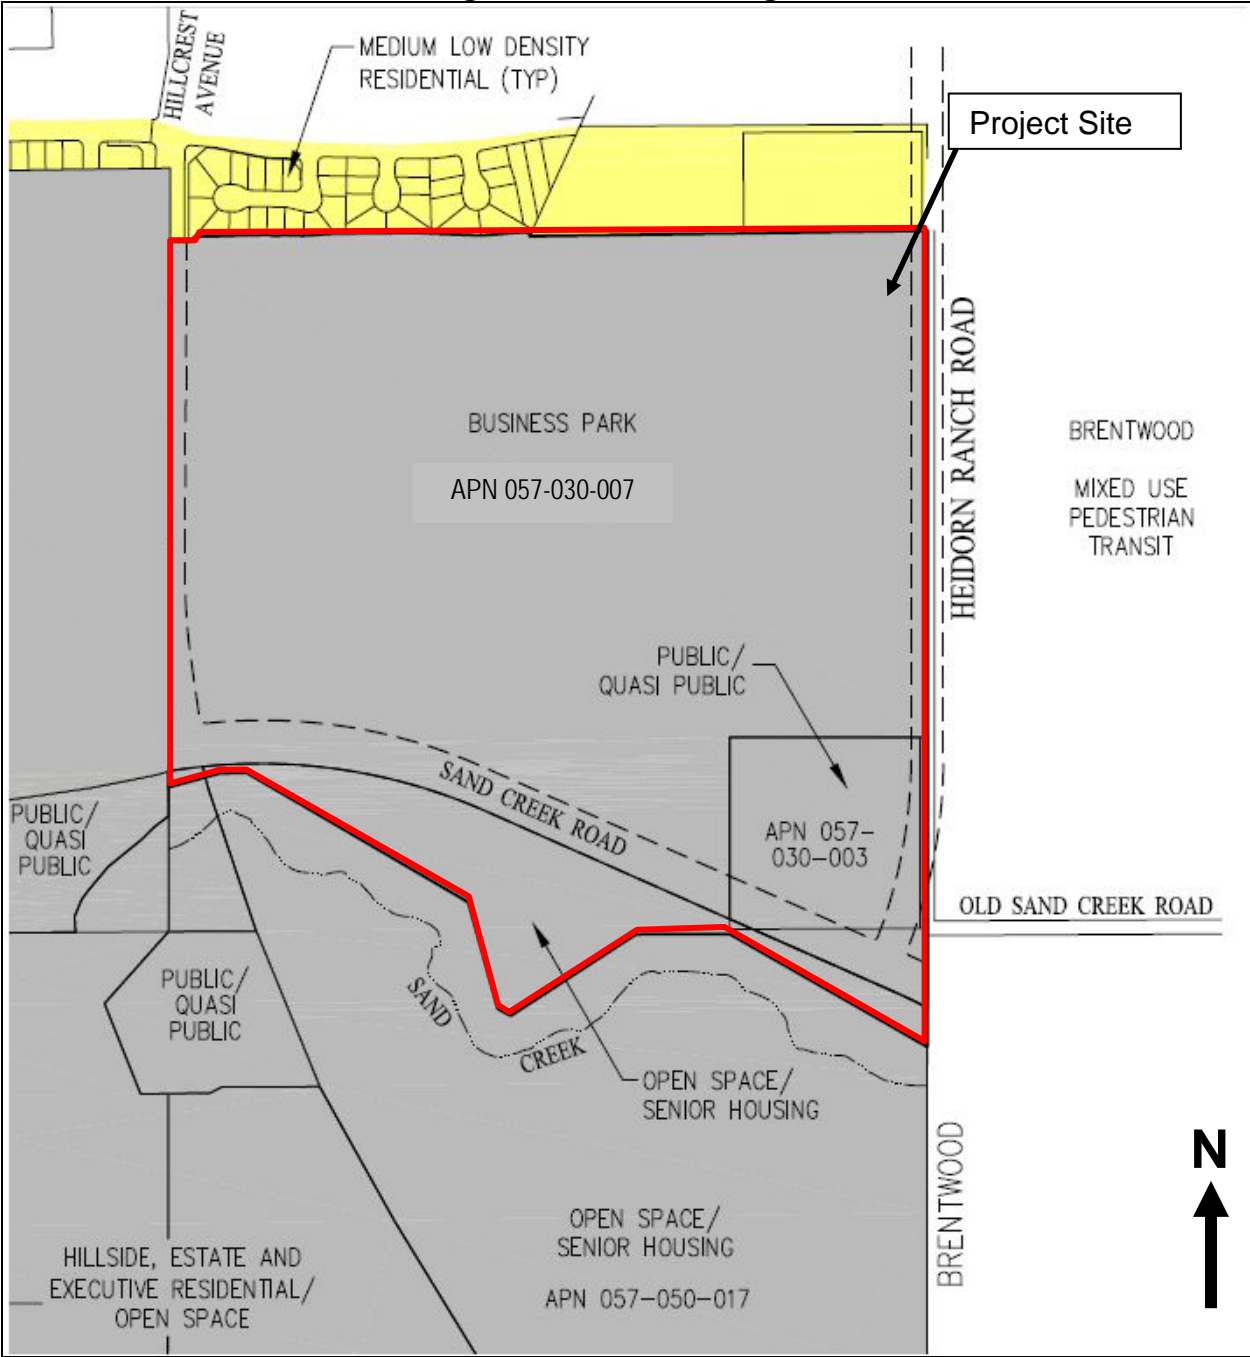 HILLCREST
AVENUE
MEDIUM LOW DENSITY
RESIDENTIAL (TYP)
Project Site
BUSINESS PARK
APN 057-030-007
HEIDORN RANCH ROAD
BRENTWOOD
MIXED USE
PEDESTRIAN
TRANSIT
PUBLIC/
QUASI PUBLIC
SAND CREEK ROAD
APN 057-
030-003
PUBLIC/
QUASI
PUBLIC
OLD SAND CREEK ROAD
PUBLIC/
QUASI
PUBLIC
SAND
CREEK
OPEN SPACE/
SENIOR HOUSING
BRENTWOOD
N
OPEN SPACE/
SENIOR HOUSING
APN 057-050-017
HILLSIDE, ESTATE AND
EXECUTIVE RESIDENTIAL/
OPEN SPACE